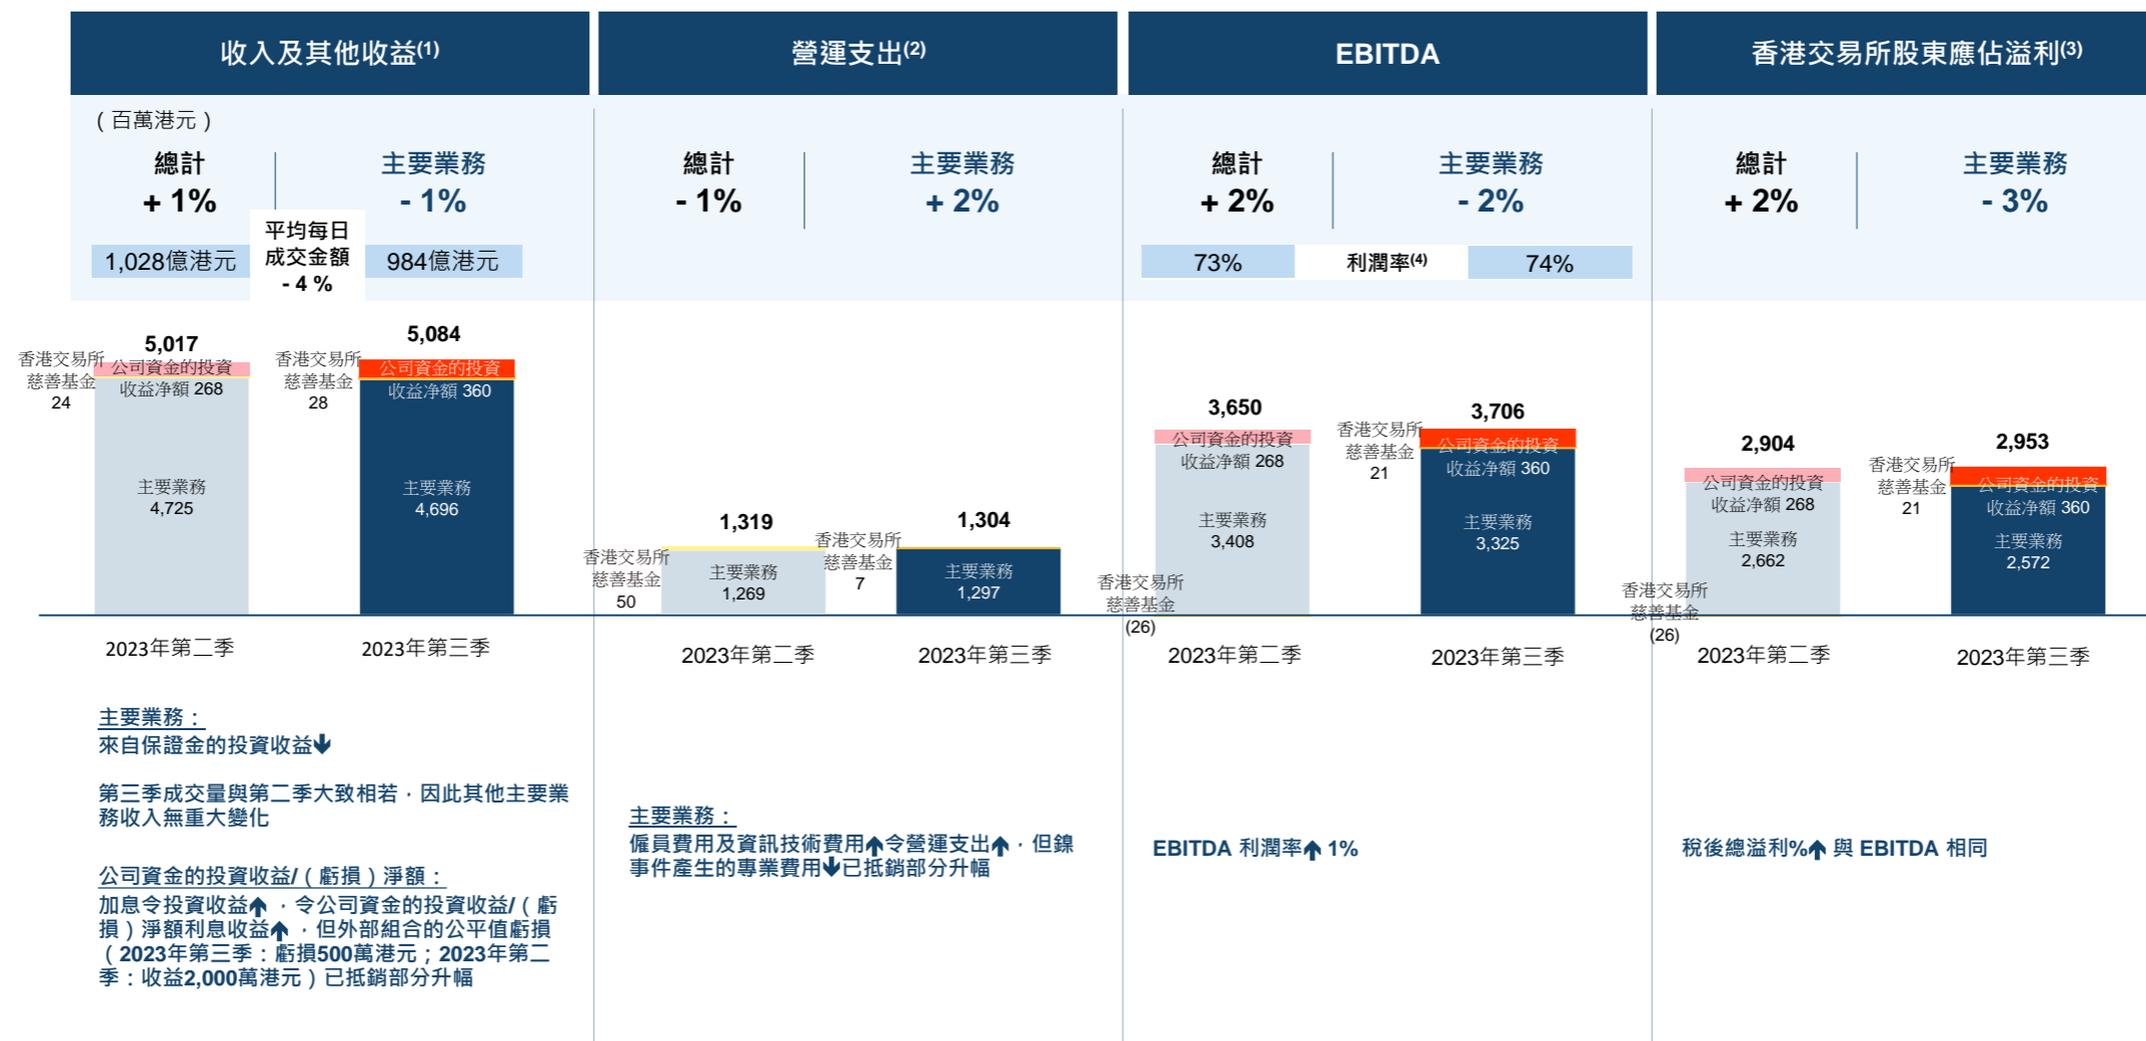 收入及其他收益(1)
(百萬港元)
總計
+ 1%
主要業務
- 1%
1,028億港元
平均每日
成交金額
- 4 %
984億港元
5,017
香港交易所
慈善基金
24
公司資金的投資
收益净額 268
主要業務
4,725
2023年第二季
5,084
香港交易所
慈善基金
28
公司資金的投資
收益净額 360
主要業務
4,696
2023年第三季
主要業務：
來自保證金的投資收益🡻
第三季成交量與第二季大致相若，因此其他主要業
務收入無重大變化
公司資金的投資收益/（虧損）淨額：
加息令投資收益🡹，令公司資金的投資收益/（虧
損）淨額利息收益🡹，但外部組合的公平值虧損
（2023年第三季：虧損500萬港元；2023年第二
季：收益2,000萬港元）已抵銷部分升幅
營運支出(2)
總計
- 1%
主要業務
+ 2%
1,319
香港交易所
慈善基金
50
主要業務
1,269
2023年第二季
1,304
香港交易所
慈善基金
7
主要業務
1,297
2023年第三季
主要業務：
僱員費用及資訊技術費用🡹令營運支出🡹，但鎳
事件產生的專業費用🡻已抵銷部分升幅
EBITDA
總計
+ 2%
主要業務
- 2%
73%
利潤率(4)
74%
3,650
公司資金的投資
收益净額 268
主要業務
3,408
香港交易所
慈善基金
(26)
2023年第二季
3,706
香港交易所
慈善基金
21
公司資金的投資
收益净額 360
主要業務
3,325
2023年第三季
EBITDA 利潤率🡹 1%
香港交易所股東應佔溢利(3)
總計
+ 2%
主要業務
- 3%
2,904
公司資金的投資
收益净額 268
主要業務
2,662
香港交易所
慈善基金
(26)
2023年第二季
2,953
香港交易所
慈善基金
21
公司資金的投資
收益净額 360
主要業務
2,572
2023年第三季
稅後總溢利%🡹 與 EBITDA 相同